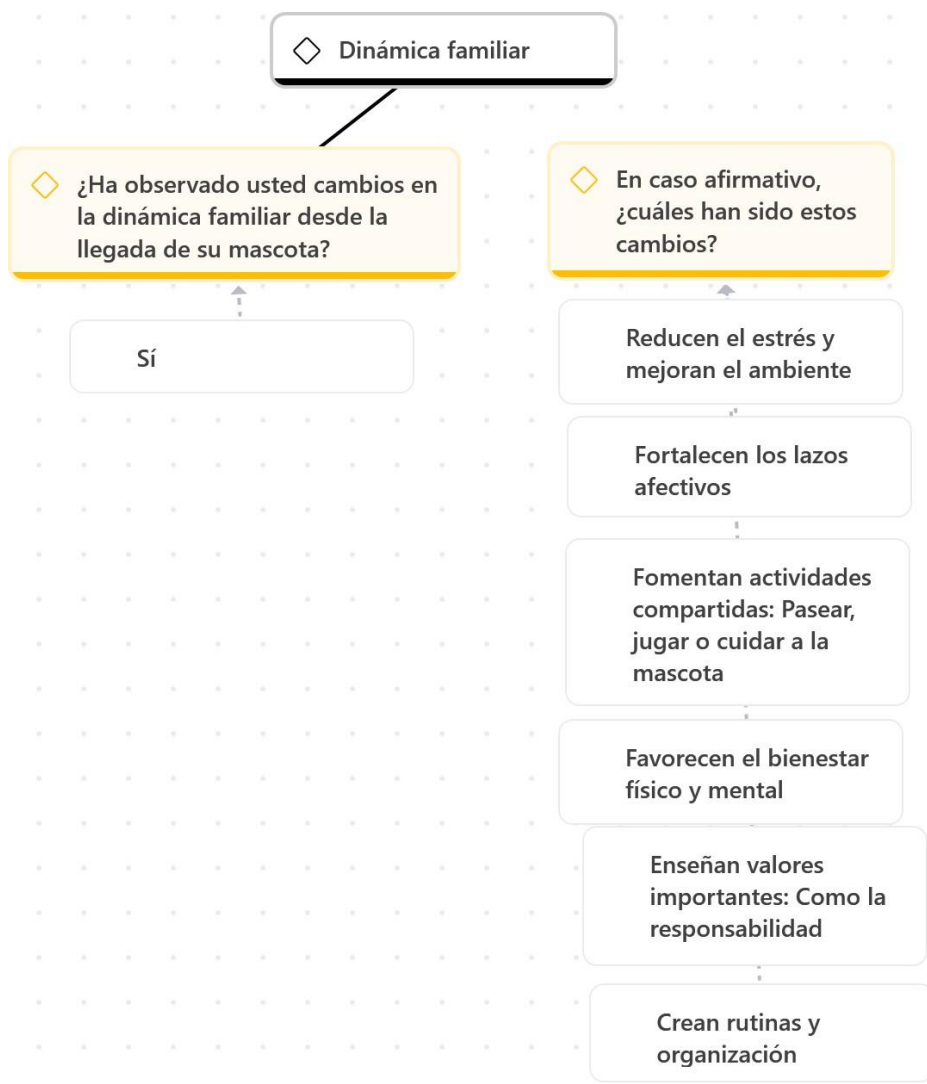 Dinámica familiar
¿Ha observado usted cambios en
la dinámica familiar desde la
llegada de su mascota?
Sí
En caso afirmativo,
¿cuáles han sido estos
cambios?
Reducen el estrés y
mejoran el ambiente
Fortalecen los lazos
afectivos
Fomentan actividades
compartidas: Pasear,
jugar o cuidar a la
mascota
Favorecen el bienestar
físico y mental
Enseñan valores
importantes: Como la
responsabilidad
Crean rutinas y
organización